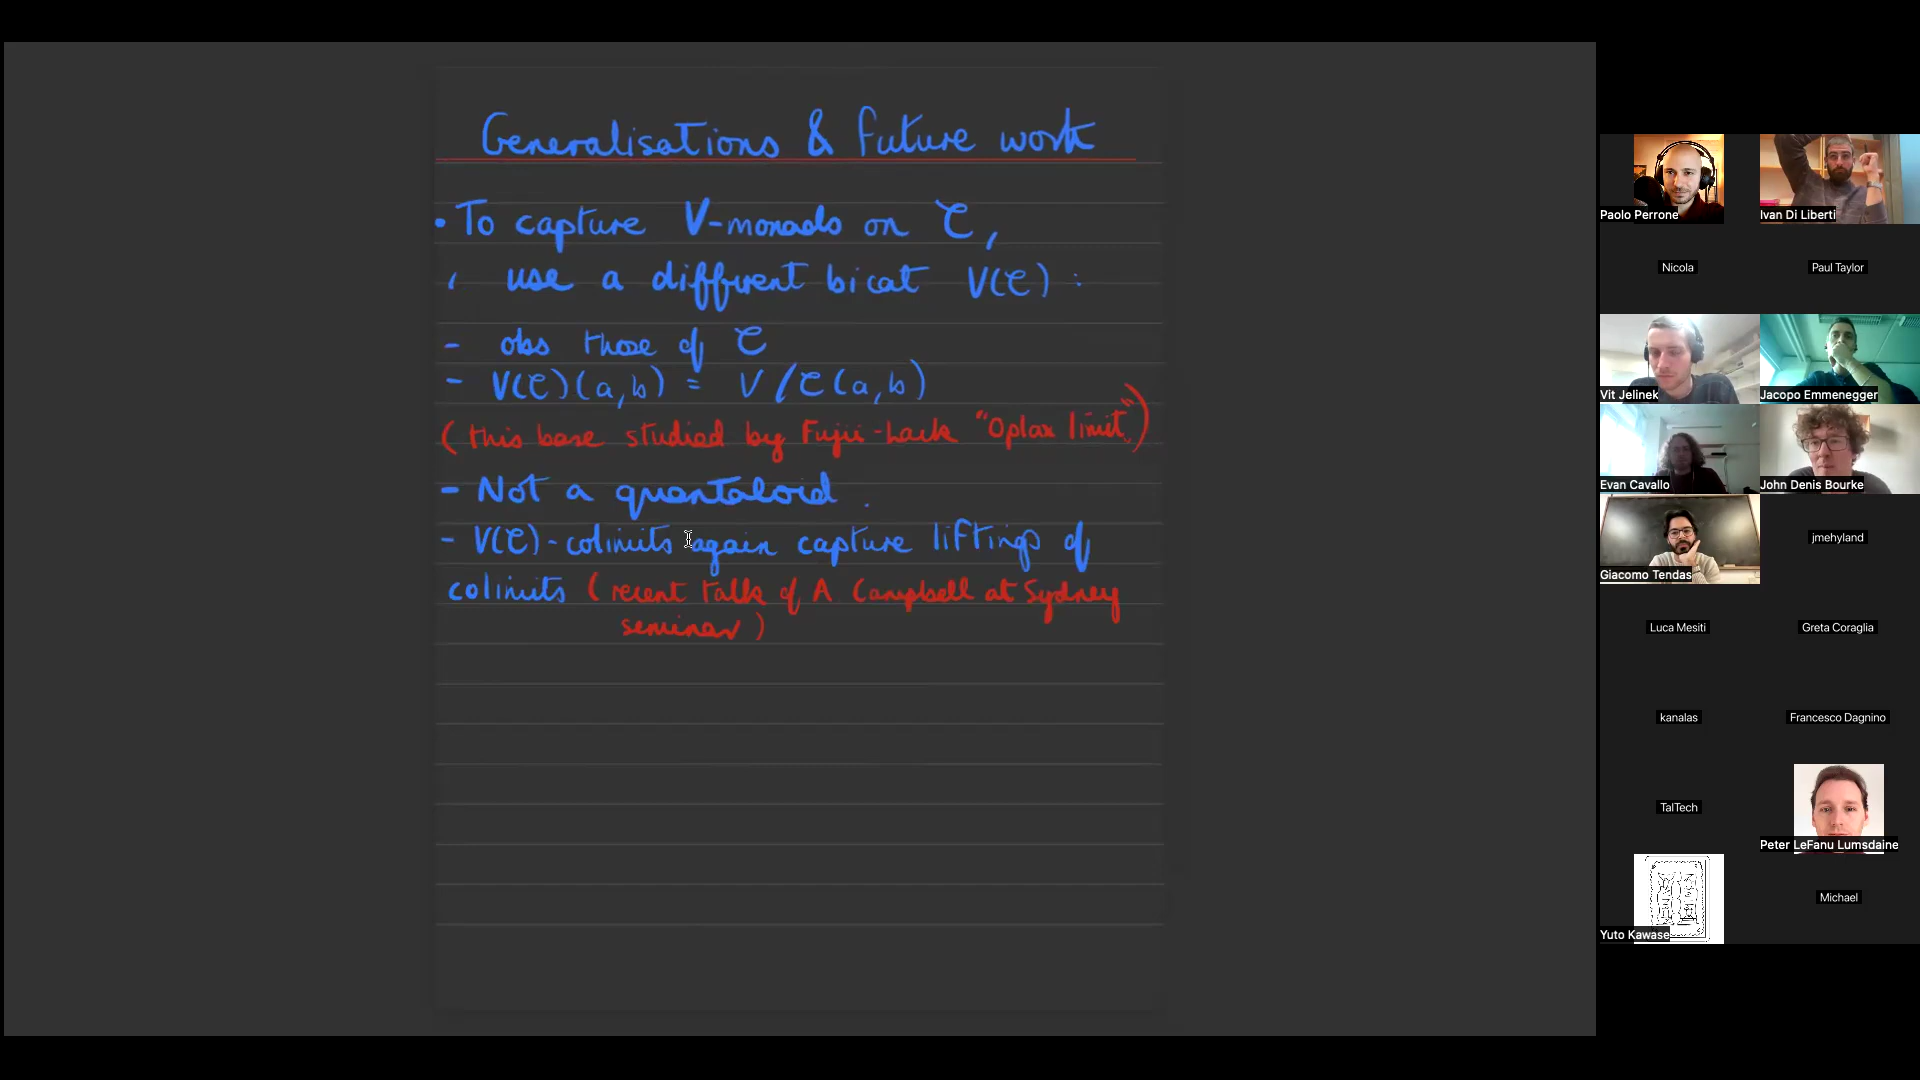 Generalisations & Future work
• To capture V-monads on C,
use a different bicat V(C) :
- obs those of C
- V(C)(a,b) = V/C(a,b)
(this base studied by Fujii-Lack "Oplax limit")
- Not a quantaloid.
- V(C)-colimits again capture liftings of
colimits (recent talk of A Campbell at Sydney
seminar)
Paolo Perrone
Ivan Di Liberti
Nicola
Paul Taylor
Vit Jelinek
Jacopo Emmenegger
Evan Cavallo
John Denis Bourke
Giacomo Tendas
jmehyland
Luca Mesiti
Greta Coraglia
kanalas
Francesco Dagnino
TalTech
Peter LeFanu Lumsdaine
Yuto Kawase
Michael